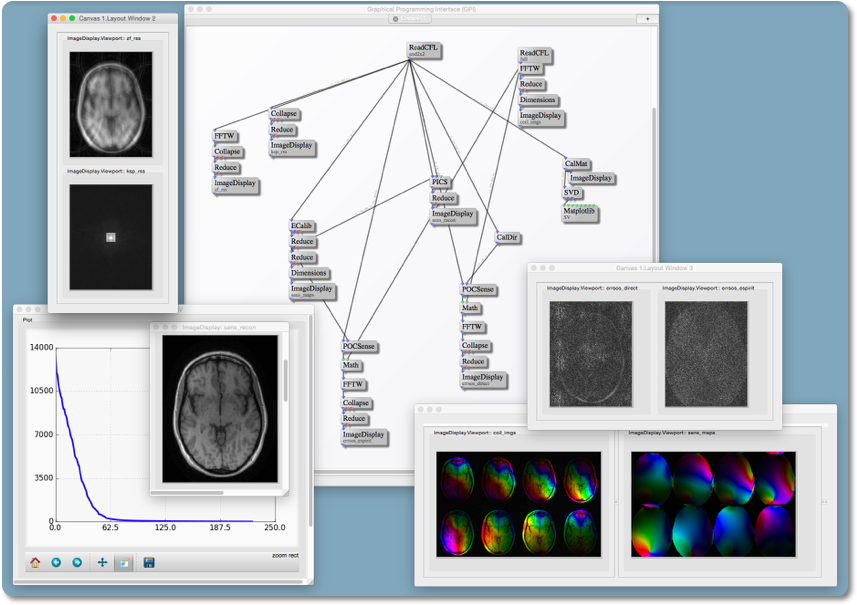 Canvas 1.Layout Window 2
ImageDisplay.Viewport:: zf_rss
ImageDisplay.Viewport:: ksp_rss
Graphical Programming Interface (GPI)
+
ReadCFL
ReadCFL
full
FFTW
Reduce
Dimensions
ImageDisplay
coil_imgs
Collapse
Reduce
ImageDisplay
ksp_rss
FFTW
Collapse
Reduce
ImageDisplay
CalMat
ImageDisplay
SVD
Matplotlib
SV
PICS
Reduce
ImageDisplay
sens_recon
ECalib
Reduce
Reduce
Dimensions
ImageDisplay
sens_maps
CalDir
POCSense
Math
FFTW
Collapse
Reduce
ImageDisplay
errsos_direct
POCSense
Math
FFTW
Collapse
Reduce
ImageDisplay
errsos_espirit
Canvas 1.Layout Window 3
ImageDisplay.Viewport:: errsos_direct
ImageDisplay.Viewport:: errsos_espirit
Plot
14000
10500
7000
3500
0
0.0
62.5
125.0
187.5
250.0
zoom rect
ImageDisplay: sens_recon
ImageDisplay.Viewport:: coil_imgs
ImageDisplay.Viewport:: sens_maps